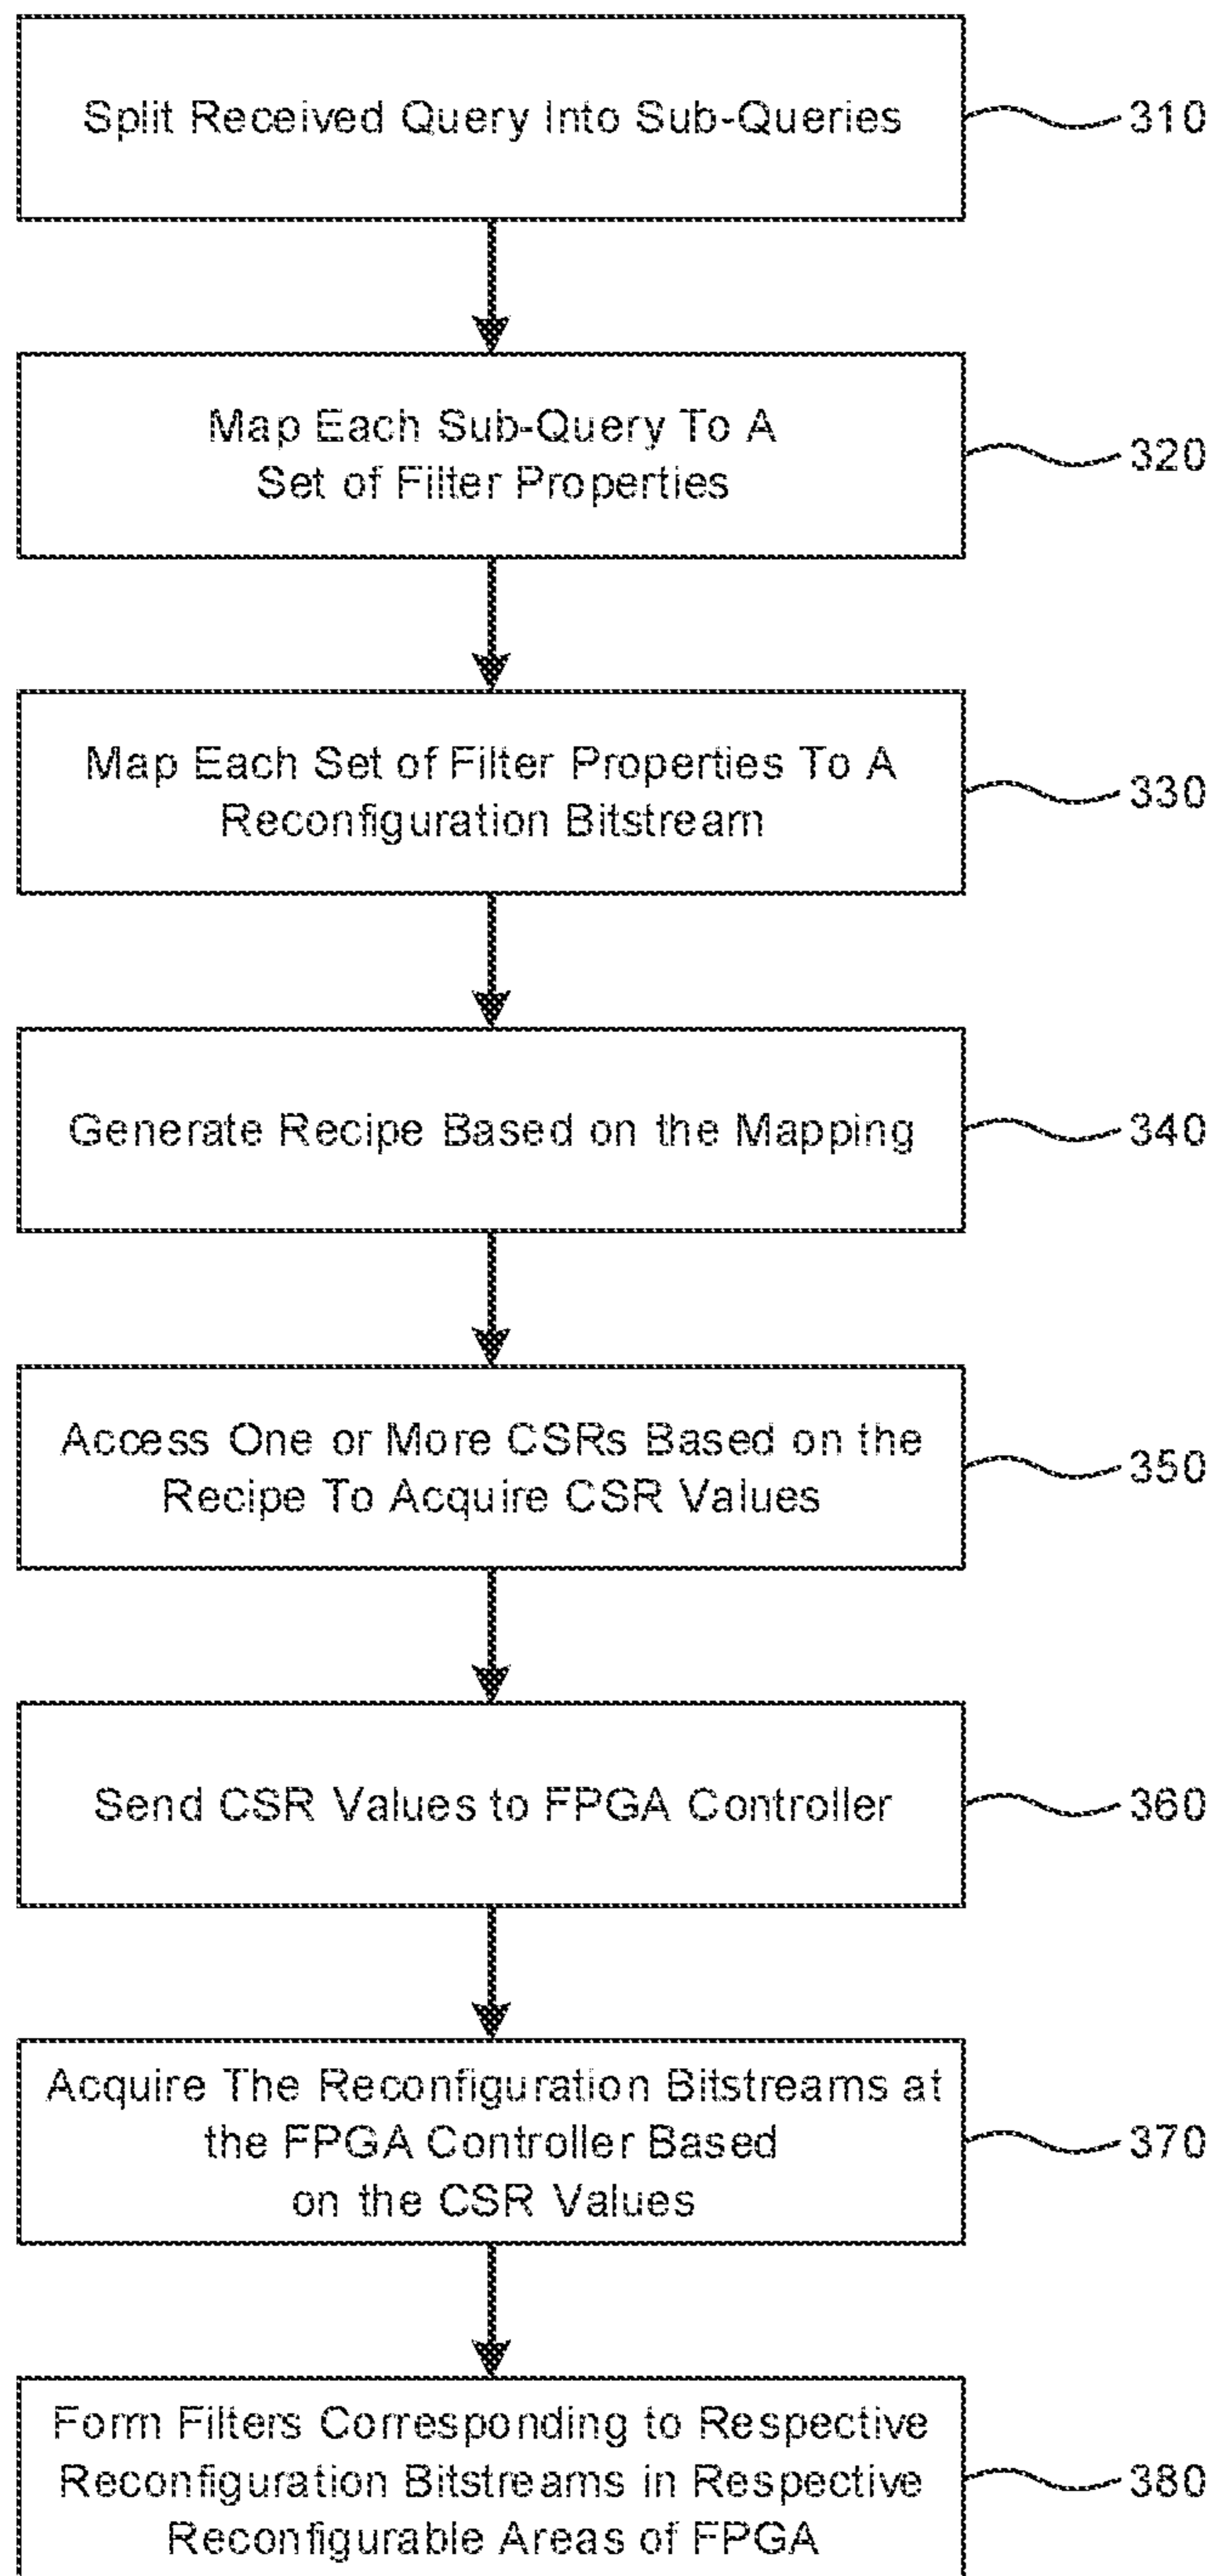 Split Received Query Into Sub-Queries
310
Map Each Sub-Query To A
Set of Filter Properties
320
Map Each Set of Filter Properties To A
Reconfiguration Bitstream
330
Generate Recipe Based on the Mapping
340
Access One or More CSRs Based on the
Recipe To Acquire CSR Values
350
Send CSR Values to FPGA Controller
360
Acquire The Reconfiguration Bitstreams at
the FPGA Controller Based
on the CSR Values
370
Form Filters Corresponding to Respective
Reconfiguration Bitstreams in Respective
Reconfigurable Areas of FPGA
380